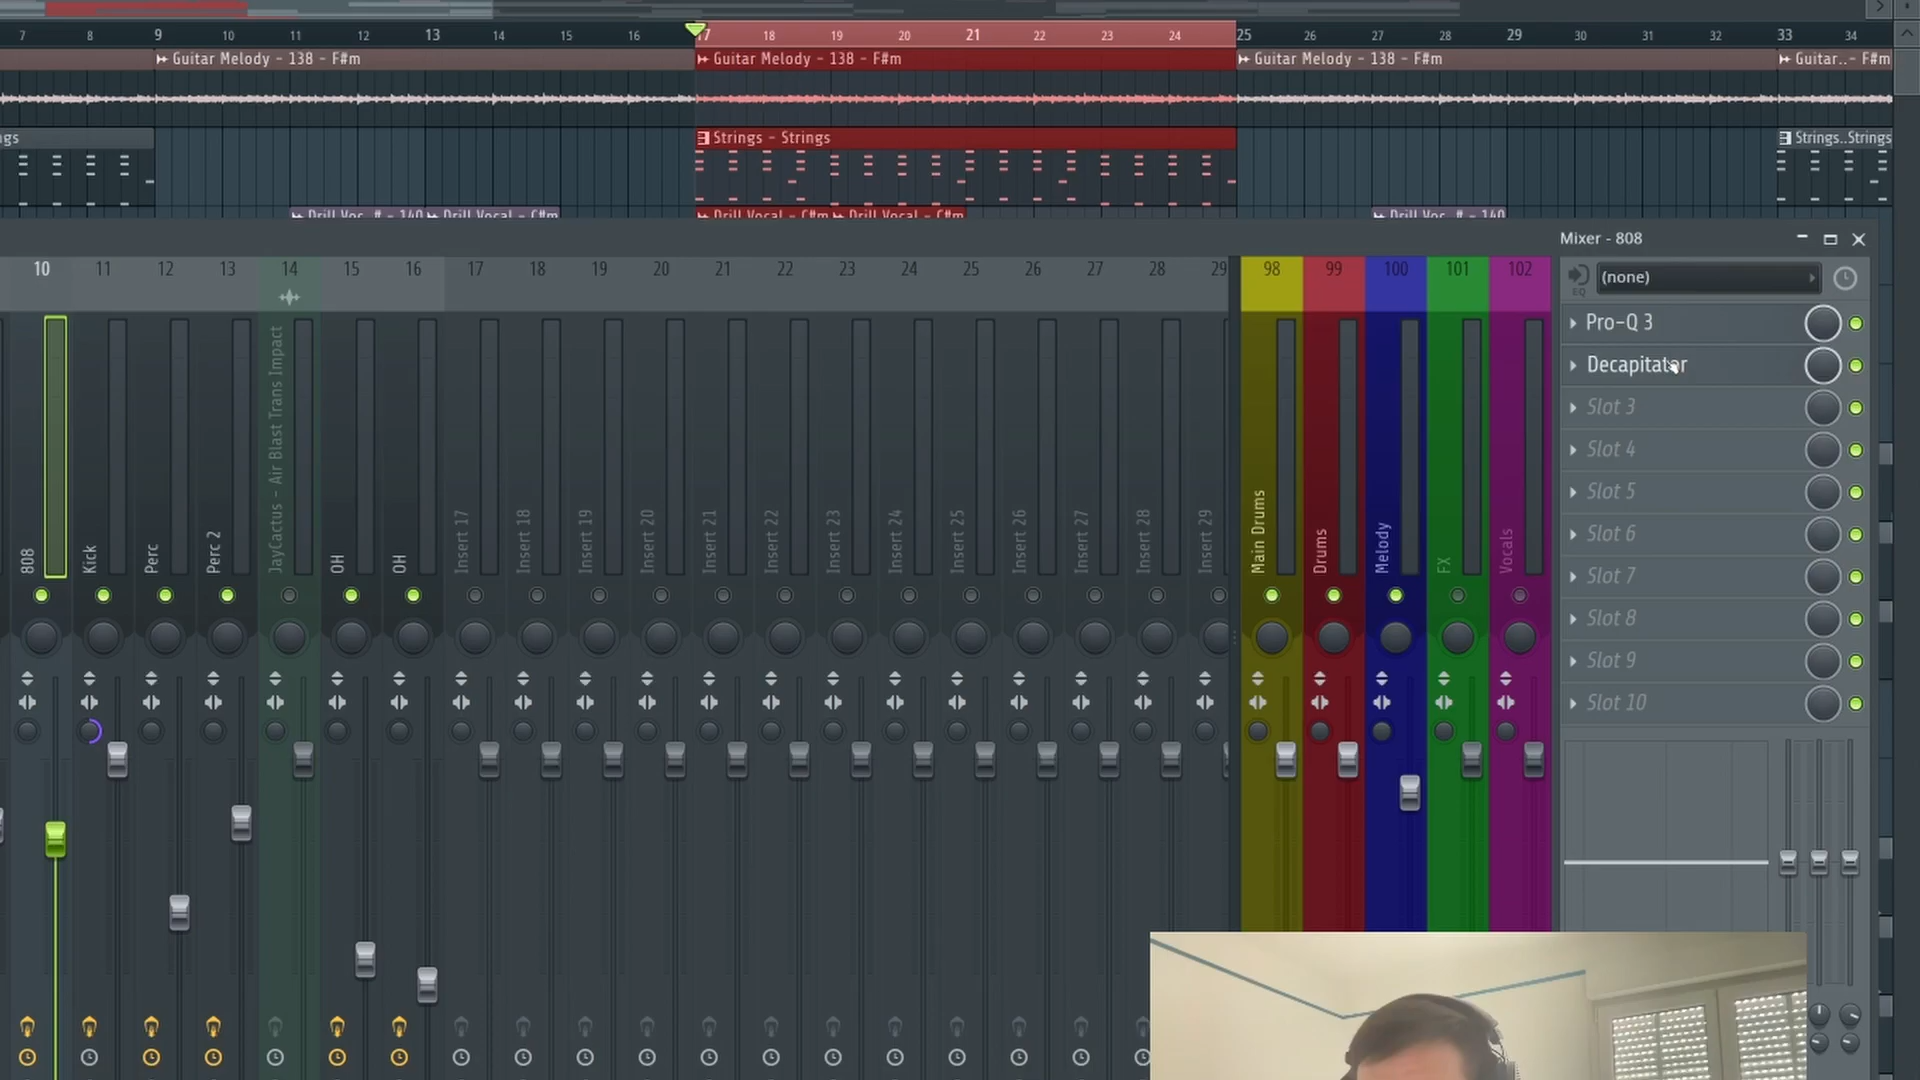 7 8 9 10 11 12 13 14 15 16 17 18 19 20 21 22 23 24 25 26 27 28 29 30 31 32 33 34
Guitar Melody - 138 - F#m Guitar Melody - 138 - F#m Guitar Melody - 138 - F#m Guitar..- F#m
gs Strings - Strings Strings..Strings
Drill Voc.. # - 140 Drill Vocal - C#m Drill Vocal - C#m Drill Vocal - C#m Drill Voc.. # - 140
Mixer - 808
10 11 12 13 14 15 16 17 18 19 20 21 22 23 24 25 26 27 28 29 98 99 100 101 102
(none)
EQ
Pro-Q 3
Decapitator
Slot 3
Slot 4
Slot 5
Slot 6
Slot 7
Slot 8
Slot 9
Slot 10
808
Kick
Perc
Perc 2
JayCactus - Air Blast Trans Impact
OH
OH
Insert 17
Insert 18
Insert 19
Insert 20
Insert 21
Insert 22
Insert 23
Insert 24
Insert 25
Insert 26
Insert 27
Insert 28
Insert 29
Main Drums
Drums
Melody
FX
Vocals